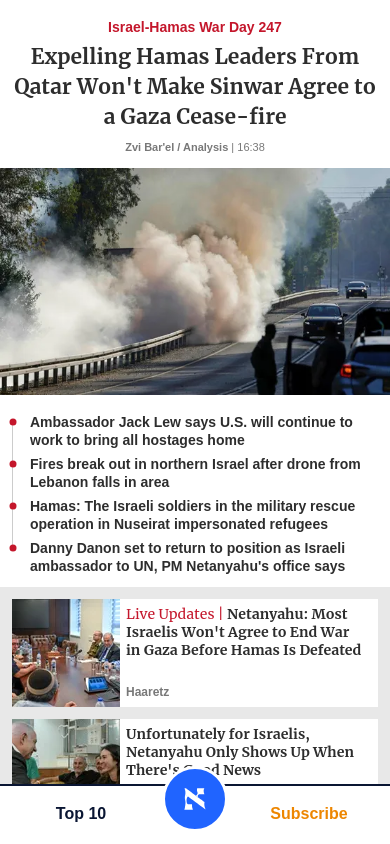 Israel-Hamas War Day 247
Expelling Hamas Leaders From
Qatar Won't Make Sinwar Agree to
a Gaza Cease-fire
Zvi Bar'el / Analysis | 16:38
Ambassador Jack Lew says U.S. will continue to
work to bring all hostages home
Fires break out in northern Israel after drone from
Lebanon falls in area
Hamas: The Israeli soldiers in the military rescue
operation in Nuseirat impersonated refugees
Danny Danon set to return to position as Israeli
ambassador to UN, PM Netanyahu's office says
Live Updates | Netanyahu: Most
Israelis Won't Agree to End War
in Gaza Before Hamas Is Defeated
Haaretz
Unfortunately for Israelis,
Netanyahu Only Shows Up When
There's Good News
Top 10
Subscribe